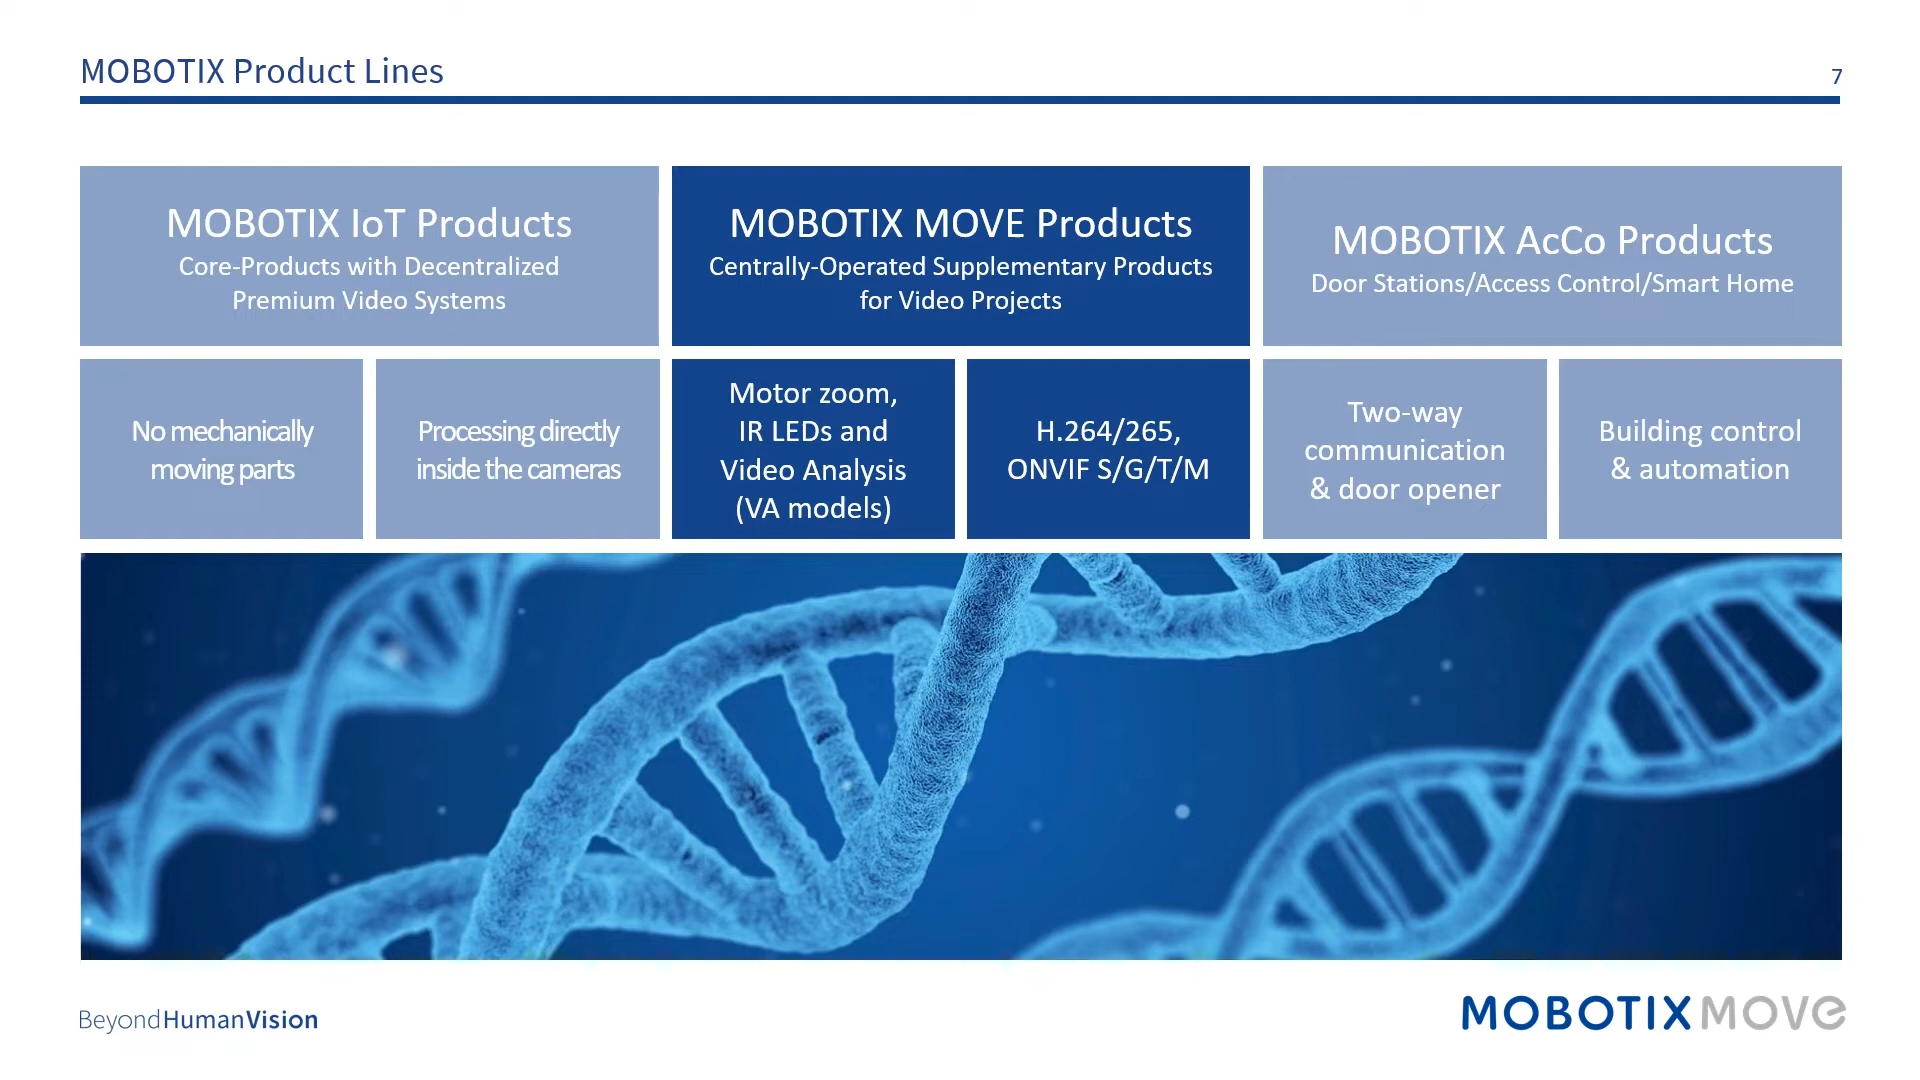 MOBOTIX Product Lines
7
MOBOTIX IoT Products
Core-Products with Decentralized
Premium Video Systems
MOBOTIX MOVE Products
Centrally-Operated Supplementary Products
for Video Projects
MOBOTIX AcCo Products
Door Stations/Access Control/Smart Home
No mechanically
moving parts
Processing directly
inside the cameras
Motor zoom,
IR LEDs and
Video Analysis
(VA models)
H.264/265,
ONVIF S/G/T/M
Two-way
communication
& door opener
Building control
& automation
BeyondHumanVision
MOBOTIX MOVE